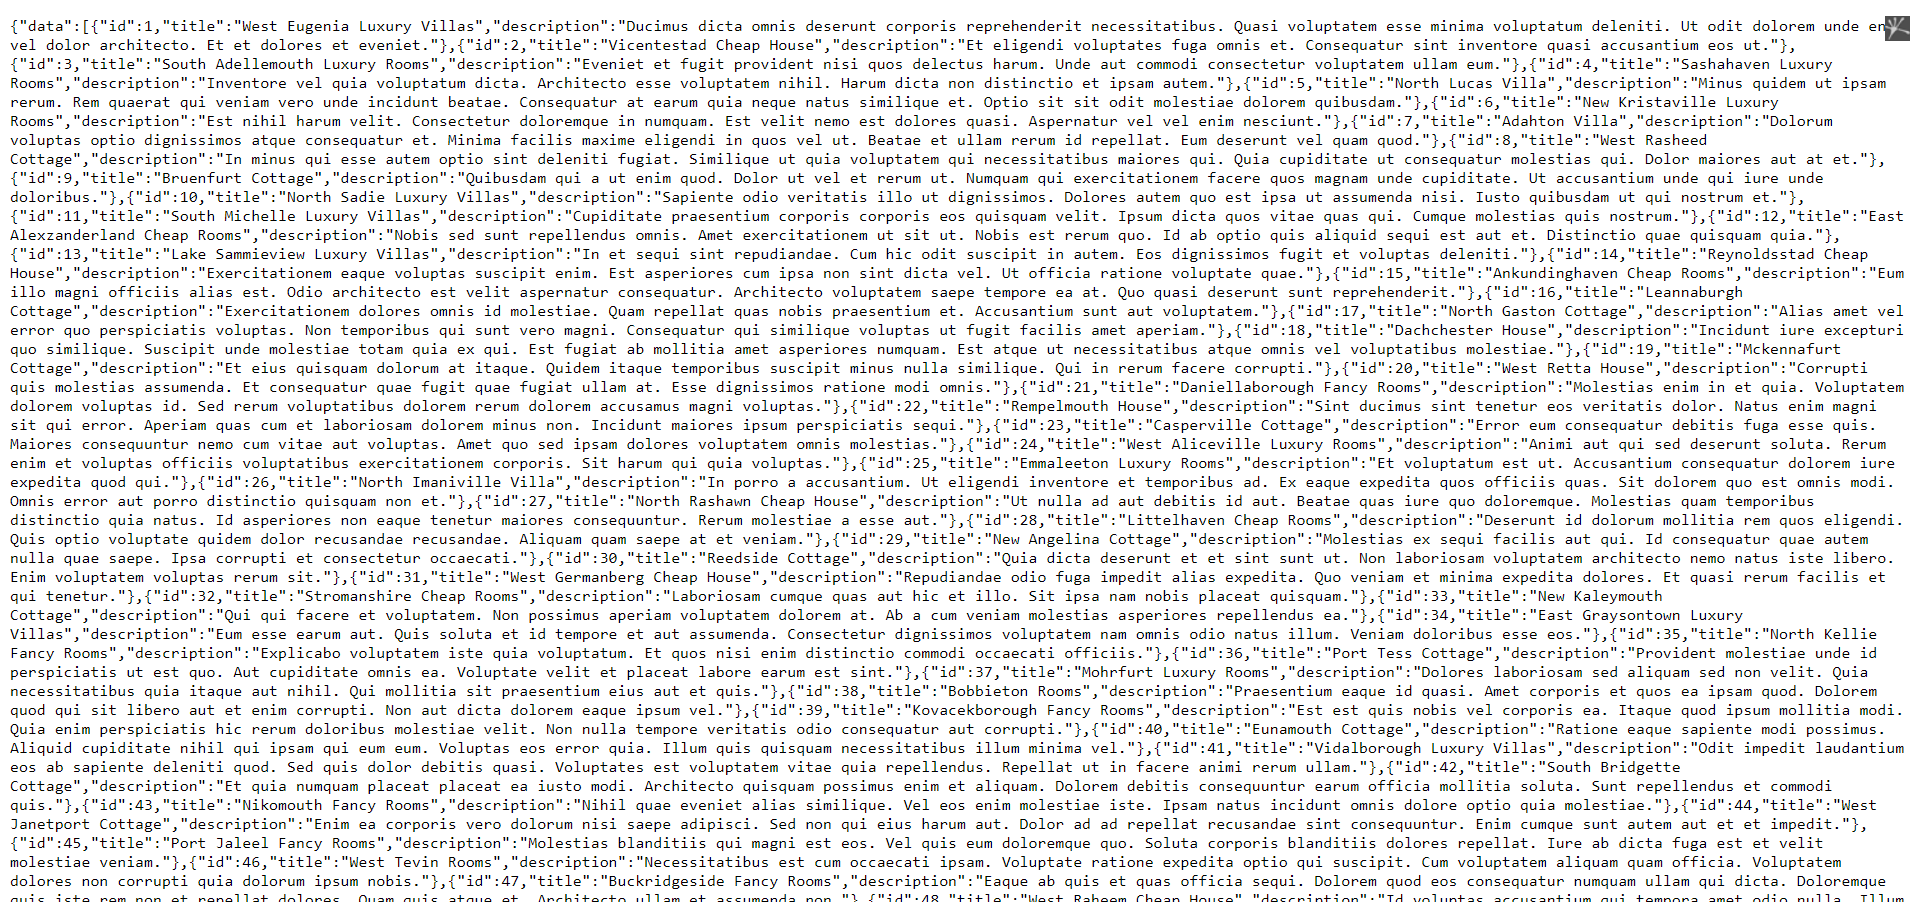 {"data":[{"id":1,"title":"West Eugenia Luxury Villas","description":"Ducimus dicta omnis deserunt corporis reprehenderit necessitatibus. Quasi voluptatem esse minima voluptatum deleniti. Ut odit dolorem unde
vel dolor architecto. Et et dolores et eveniet."},{"id":2,"title":"Vicentestad Cheap House","description":"Et eligendi voluptates fuga omnis et. Consequatur sint inventore quasi accusantium eos ut."},
{"id":3,"title":"South Adellemouth Luxury Rooms","description":"Eveniet et fugit provident nisi quos delectus harum. Unde aut commodi consectetur voluptatem ullam eum."},{"id":4,"title":"Sashahaven Luxury
Rooms","description":"Inventore vel quia voluptatum dicta. Architecto esse voluptatem nihil. Harum dicta non distinctio et ipsam autem."},{"id":5,"title":"North Lucas Villa","description":"Minus quidem ut ipsam
rerum. Rem quaerat qui veniam vero unde incidunt beatae. Consequatur at earum quia neque natus similique et. Optio sit sit odit molestiae dolorem quibusdam."},{"id":6,"title":"New Kristaville Luxury
Rooms","description":"Est nihil harum velit. Consectetur doloremque in numquam. Est velit nemo est dolores quasi. Aspernatur vel vel enim nesciunt."},{"id":7,"title":"Adahton Villa","description":"Dolorum
voluptas optio dignissimos atque consequatur et. Minima facilis maxime eligendi in quos vel ut. Beatae et ullam rerum id repellat. Eum deserunt vel quam quod."},{"id":8,"title":"West Rasheed
Cottage","description":"In minus qui esse autem optio sint deleniti fugiat. Similique ut quia voluptatem qui necessitatibus maiores qui. Quia cupiditate ut consequatur molestias qui. Dolor maiores aut at et."},
{"id":9,"title":"Bruenfurt Cottage","description":"Quibusdam qui a ut enim quod. Dolor ut vel et rerum ut. Numquam qui exercitationem facere quos magnam unde cupiditate. Ut accusantium unde qui iure unde
doloribus."},{"id":10,"title":"North Sadie Luxury Villas","description":"Sapiente odio veritatis illo ut dignissimos. Dolores autem quo est ipsa ut assumenda nisi. Iusto quibusdam ut qui nostrum et."},
{"id":11,"title":"South Michelle Luxury Villas","description":"Cupiditate praesentium corporis corporis eos quisquam velit. Ipsum dicta quos vitae quas qui. Cumque molestias quis nostrum."},{"id":12,"title":"East
Alexzanderland Cheap Rooms","description":"Nobis sed sunt repellendus omnis. Amet exercitationem ut sit ut. Nobis est rerum quo. Id ab optio quis aliquid sequi est aut et. Distinctio quae quisquam quia."},
{"id":13,"title":"Lake Sammieview Luxury Villas","description":"In et sequi sint repudiandae. Cum hic odit suscipit in autem. Eos dignissimos fugit et voluptas deleniti."},{"id":14,"title":"Reynoldsstad Cheap
House","description":"Exercitationem eaque voluptas suscipit enim. Est asperiores cum ipsa non sint dicta vel. Ut officia ratione voluptate quae."},{"id":15,"title":"Ankundinghaven Cheap Rooms","description":"Eum
illo magni officiis alias est. Odio architecto est velit aspernatur consequatur. Architecto voluptatem saepe tempore ea at. Quo quasi deserunt sunt reprehenderit."},{"id":16,"title":"Leannaburgh
Cottage","description":"Exercitationem dolores omnis id molestiae. Quam repellat quas nobis praesentium et. Accusantium sunt aut voluptatem."},{"id":17,"title":"North Gaston Cottage","description":"Alias amet vel
error quo perspiciatis voluptas. Non temporibus qui sunt vero magni. Consequatur qui similique voluptas ut fugit facilis amet aperiam."},{"id":18,"title":"Dachchester House","description":"Incidunt iure excepturi
quo similique. Suscipit unde molestiae totam quia ex qui. Est fugiat ab mollitia amet asperiores numquam. Est atque ut necessitatibus atque omnis vel voluptatibus molestiae."},{"id":19,"title":"Mckennafurt
Cottage","description":"Et eius quisquam dolorum at itaque. Quidem itaque temporibus suscipit minus nulla similique. Qui in rerum facere corrupti."},{"id":20,"title":"West Retta House","description":"Corrupti
quis molestias assumenda. Et consequatur quae fugit quae fugiat ullam at. Esse dignissimos ratione modi omnis."},{"id":21,"title":"Daniellaborough Fancy Rooms","description":"Molestias enim in et quia. Voluptatem
dolorem voluptas id. Sed rerum voluptatibus dolorem rerum dolorem accusamus magni voluptas."},{"id":22,"title":"Rempelmouth House","description":"Sint ducimus sint tenetur eos veritatis dolor. Natus enim magni
sit qui error. Aperiam quas cum et laboriosam dolorem minus non. Incidunt maiores ipsum perspiciatis sequi."},{"id":23,"title":"Casperville Cottage","description":"Error eum consequatur debitis fuga esse quis.
Maiores consequuntur nemo cum vitae aut voluptas. Amet quo sed ipsam dolores voluptatem omnis molestias."},{"id":24,"title":"West Aliceville Luxury Rooms","description":"Animi aut qui sed deserunt soluta. Rerum
enim et voluptas officiis voluptatibus exercitationem corporis. Sit harum qui quia voluptas."},{"id":25,"title":"Emmaleeton Luxury Rooms","description":"Et voluptatum est ut. Accusantium consequatur dolorem iure
expedita quod qui."},{"id":26,"title":"North Imaniville Villa","description":"In porro a accusantium. Ut eligendi inventore et temporibus ad. Ex eaque expedita quos officiis quas. Sit dolorem quo est omnis modi.
Omnis error aut porro distinctio quisquam non et."},{"id":27,"title":"North Rashawn Cheap House","description":"Ut nulla ad aut debitis id aut. Beatae quas iure quo doloremque. Molestias quam temporibus
distinctio quia natus. Id asperiores non eaque tenetur maiores consequuntur. Rerum molestiae a esse aut."},{"id":28,"title":"Littelhaven Cheap Rooms","description":"Deserunt id dolorum mollitia rem quos eligendi.
Quis optio voluptate quidem dolor recusandae recusandae. Aliquam quam saepe at et veniam."},{"id":29,"title":"New Angelina Cottage","description":"Molestias ex sequi facilis aut qui. Id consequatur quae autem
nulla quae saepe. Ipsa corrupti et consectetur occaecati."},{"id":30,"title":"Reedside Cottage","description":"Quia dicta deserunt et et sint sunt ut. Non laboriosam voluptatem architecto nemo natus iste libero.
Enim voluptatem voluptas rerum sit."},{"id":31,"title":"West Germanberg Cheap House","description":"Repudiandae odio fuga impedit alias expedita. Quo veniam et minima expedita dolores. Et quasi rerum facilis et
qui tenetur."},{"id":32,"title":"Stromanshire Cheap Rooms","description":"Laboriosam cumque quas aut hic et illo. Sit ipsa nam nobis placeat quisquam."},{"id":33,"title":"New Kaleymouth
Cottage","description":"Qui qui facere et voluptatem. Non possimus aperiam voluptatem dolorem at. Ab a cum veniam molestias asperiores repellendus ea."},{"id":34,"title":"East Graysontown Luxury
Villas","description":"Eum esse earum aut. Quis soluta et id tempore et aut assumenda. Consectetur dignissimos voluptatem nam omnis odio natus illum. Veniam doloribus esse eos."},{"id":35,"title":"North Kellie
Fancy Rooms","description":"Explicabo voluptatem iste quia voluptatum. Et quos nisi enim distinctio commodi occaecati officiis."},{"id":36,"title":"Port Tess Cottage","description":"Provident molestiae unde id
perspiciatis ut est quo. Aut cupiditate omnis ea. Voluptate velit et placeat labore earum est sint."},{"id":37,"title":"Mohrfurt Luxury Rooms","description":"Dolores laboriosam sed aliquam sed non velit. Quia
necessitatibus quia itaque aut nihil. Qui mollitia sit praesentium eius aut et quis."},{"id":38,"title":"Bobbieton Rooms","description":"Praesentium eaque id quasi. Amet corporis et quos ea ipsam quod. Dolorem
quod qui sit libero aut et enim corrupti. Non aut dicta dolorem eaque ipsum vel."},{"id":39,"title":"Kovacekborough Fancy Rooms","description":"Est est quis nobis vel corporis ea. Itaque quod ipsum mollitia modi.
Quia enim perspiciatis hic rerum doloribus molestiae velit. Non nulla tempore veritatis odio consequatur aut corrupti."},{"id":40,"title":"Eunamouth Cottage","description":"Ratione eaque sapiente modi possimus.
Aliquid cupiditate nihil qui ipsam qui eum eum. Voluptas eos error quia. Illum quis quisquam necessitatibus illum minima vel."},{"id":41,"title":"Vidalborough Luxury Villas","description":"Odit impedit laudantium
eos ab sapiente deleniti quod. Sed quis dolor debitis quasi. Voluptates est voluptatem vitae quia repellendus. Repellat ut in facere animi rerum ullam."},{"id":42,"title":"South Bridgette
Cottage","description":"Et quia numquam placeat placeat ea iusto modi. Architecto quisquam possimus enim et aliquam. Dolorem debitis consequuntur earum officia mollitia soluta. Sunt repellendus et commodi
quis."},{"id":43,"title":"Nikomouth Fancy Rooms","description":"Nihil quae eveniet alias similique. Vel eos enim molestiae iste. Ipsam natus incidunt omnis dolore optio quia molestiae."},{"id":44,"title":"West
Janetport Cottage","description":"Enim ea corporis vero dolorum nisi saepe adipisci. Sed non qui eius harum aut. Dolor ad ad repellat recusandae sint consequuntur. Enim cumque sunt autem aut et et impedit."},
{"id":45,"title":"Port Jaleel Fancy Rooms","description":"Molestias blanditiis qui magni est eos. Vel quis eum doloremque quo. Soluta corporis blanditiis dolores repellat. Iure ab dicta fuga est et velit
molestiae veniam."},{"id":46,"title":"West Tevin Rooms","description":"Necessitatibus est cum occaecati ipsam. Voluptate ratione expedita optio qui suscipit. Cum voluptatem aliquam quam officia. Voluptatem
dolores non corrupti quia dolorum ipsum nobis."},{"id":47,"title":"Buckridgeside Fancy Rooms","description":"Eaque ab quis et quas officia sequi. Dolorem quod eos consequatur numquam ullam qui dicta. Doloremque
quis iste rem non et repellat dolores. Quam quis atque et. Architecto ullam et assumenda non."},{"id":48,"title":"West Raheem Cheap House","description":"Id voluptas accusantium qui tempora amet odio nulla. Illum